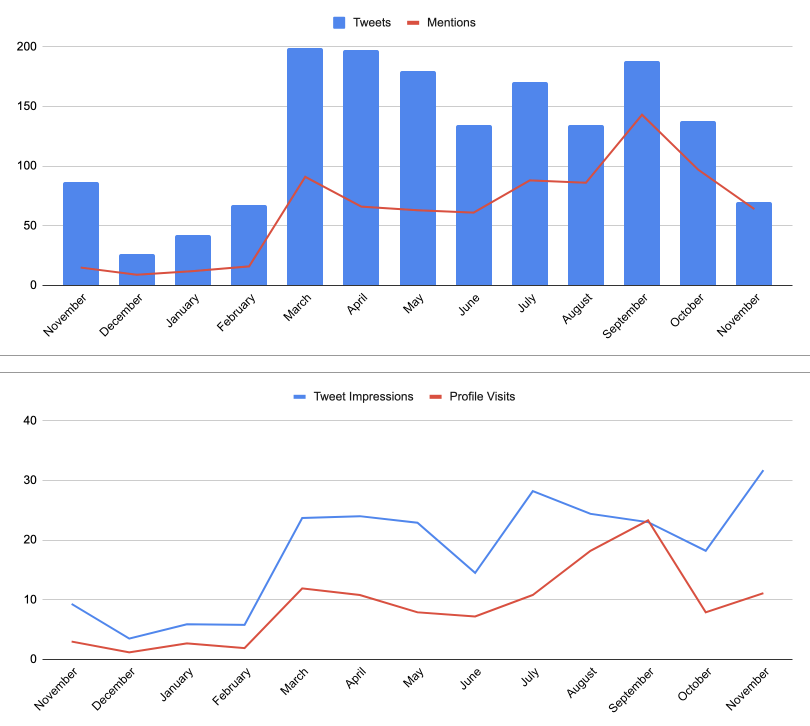 Tweets Mentions
200
150
100
50
0
November December January February March April May June July August September October November
Tweet Impressions Profile Visits
40
30
20
10
0
November December January February March April May June July August September October November